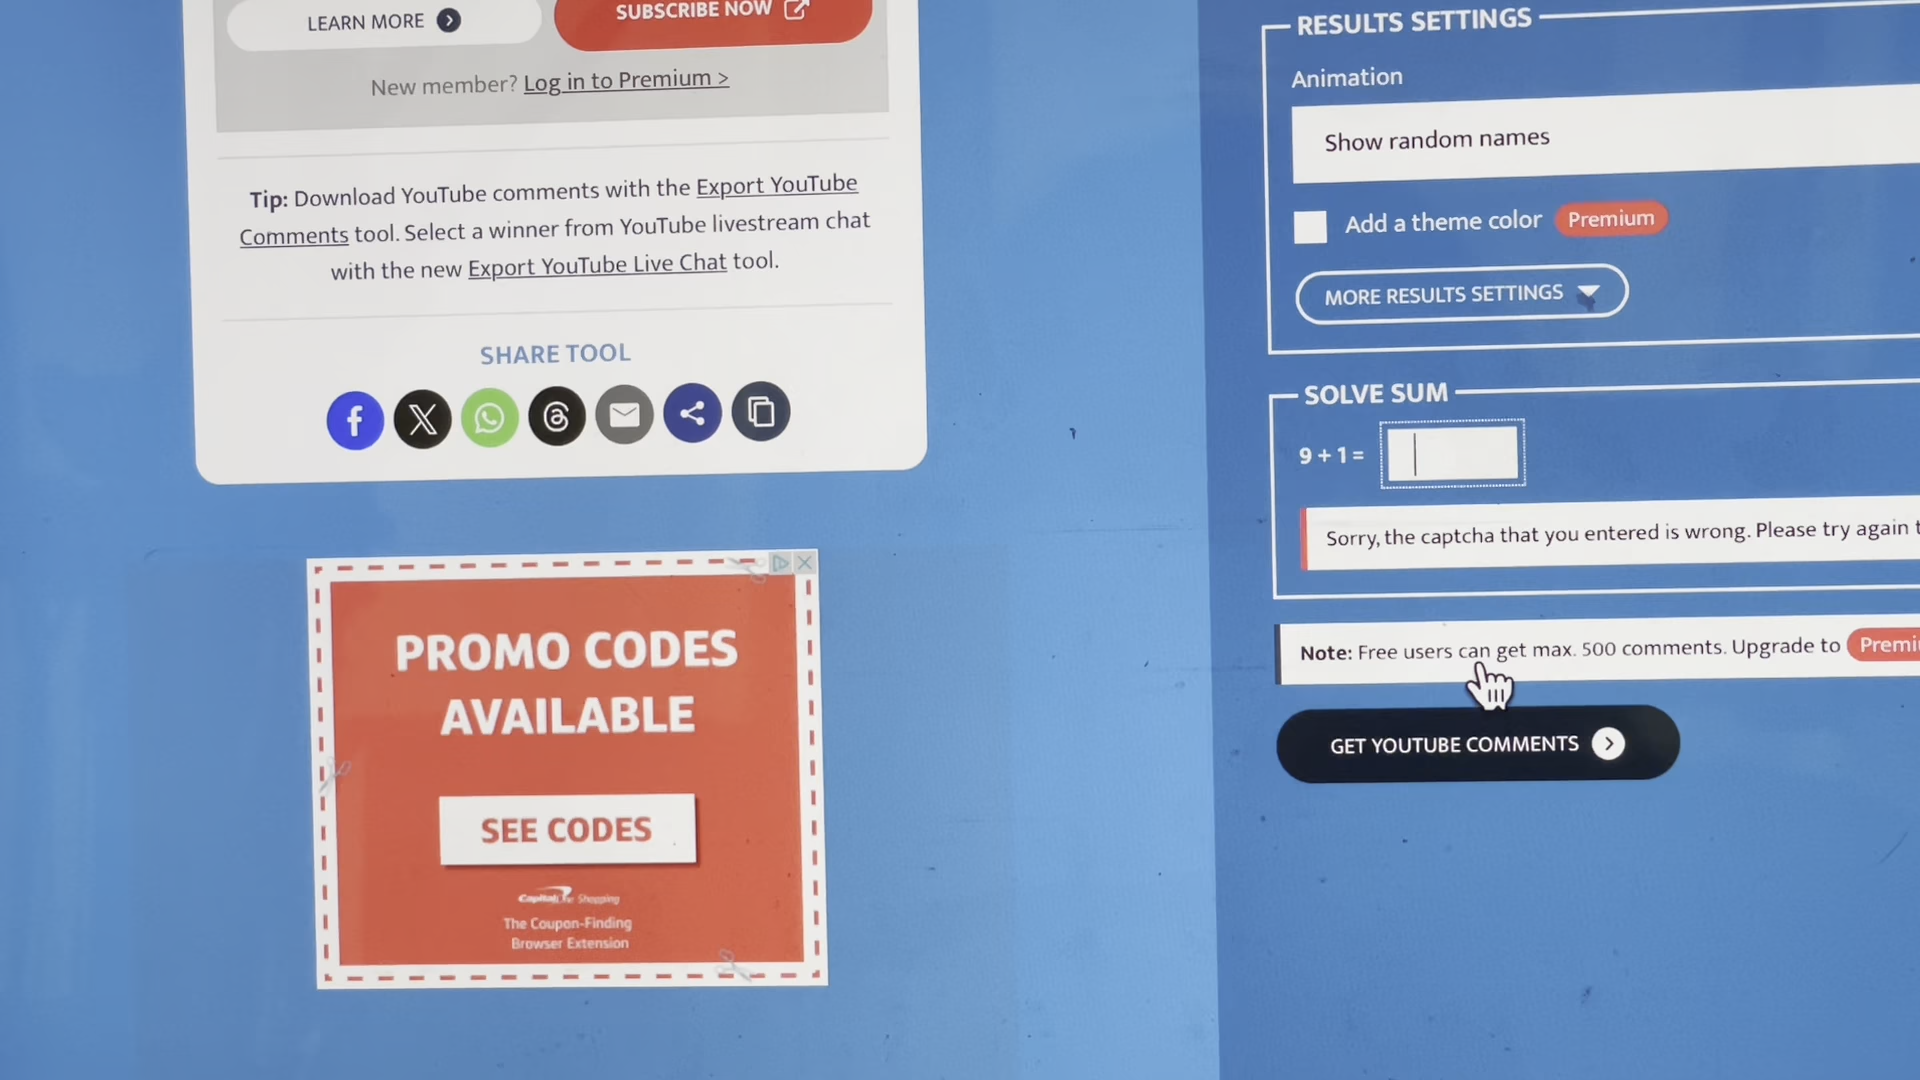 LEARN MORE
SUBSCRIBE NOW
New member? Log in to Premium >
Tip: Download YouTube comments with the Export YouTube
Comments tool. Select a winner from YouTube livestream chat
with the new Export YouTube Live Chat tool.
SHARE TOOL
PROMO CODES
AVAILABLE
SEE CODES
Capital One Shopping
The Coupon-Finding
Browser Extension
RESULTS SETTINGS
Animation
Show random names
Add a theme color Premium
MORE RESULTS SETTINGS
SOLVE SUM
9 + 1 =
Sorry, the captcha that you entered is wrong. Please try again
Note: Free users can get max. 500 comments. Upgrade to
GET YOUTUBE COMMENTS